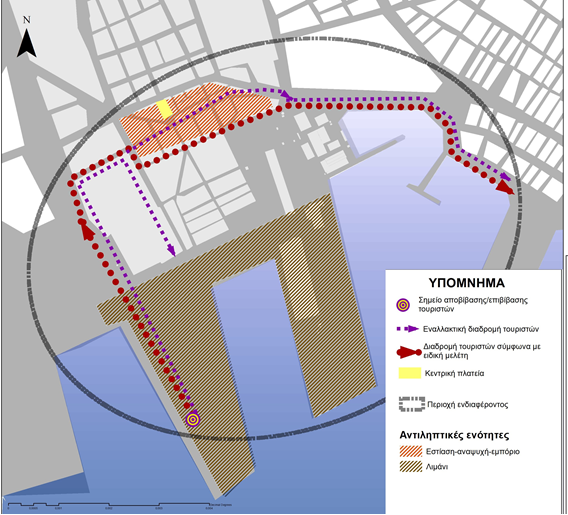 N
ΥΠΟΜΝΗΜΑ
Σημείο αποβίβασης/επιβίβασης
τουριστών
Εναλλακτική διαδρομή τουριστών
Διαδρομή τουριστών σύμφωνα με
ειδική μελέτη
Κεντρική πλατεία
Περιοχή ενδιαφέροντος
Αντιληπτικές ενότητες
Εστίαση-αναψυχή-εμπόριο
Λιμάνι